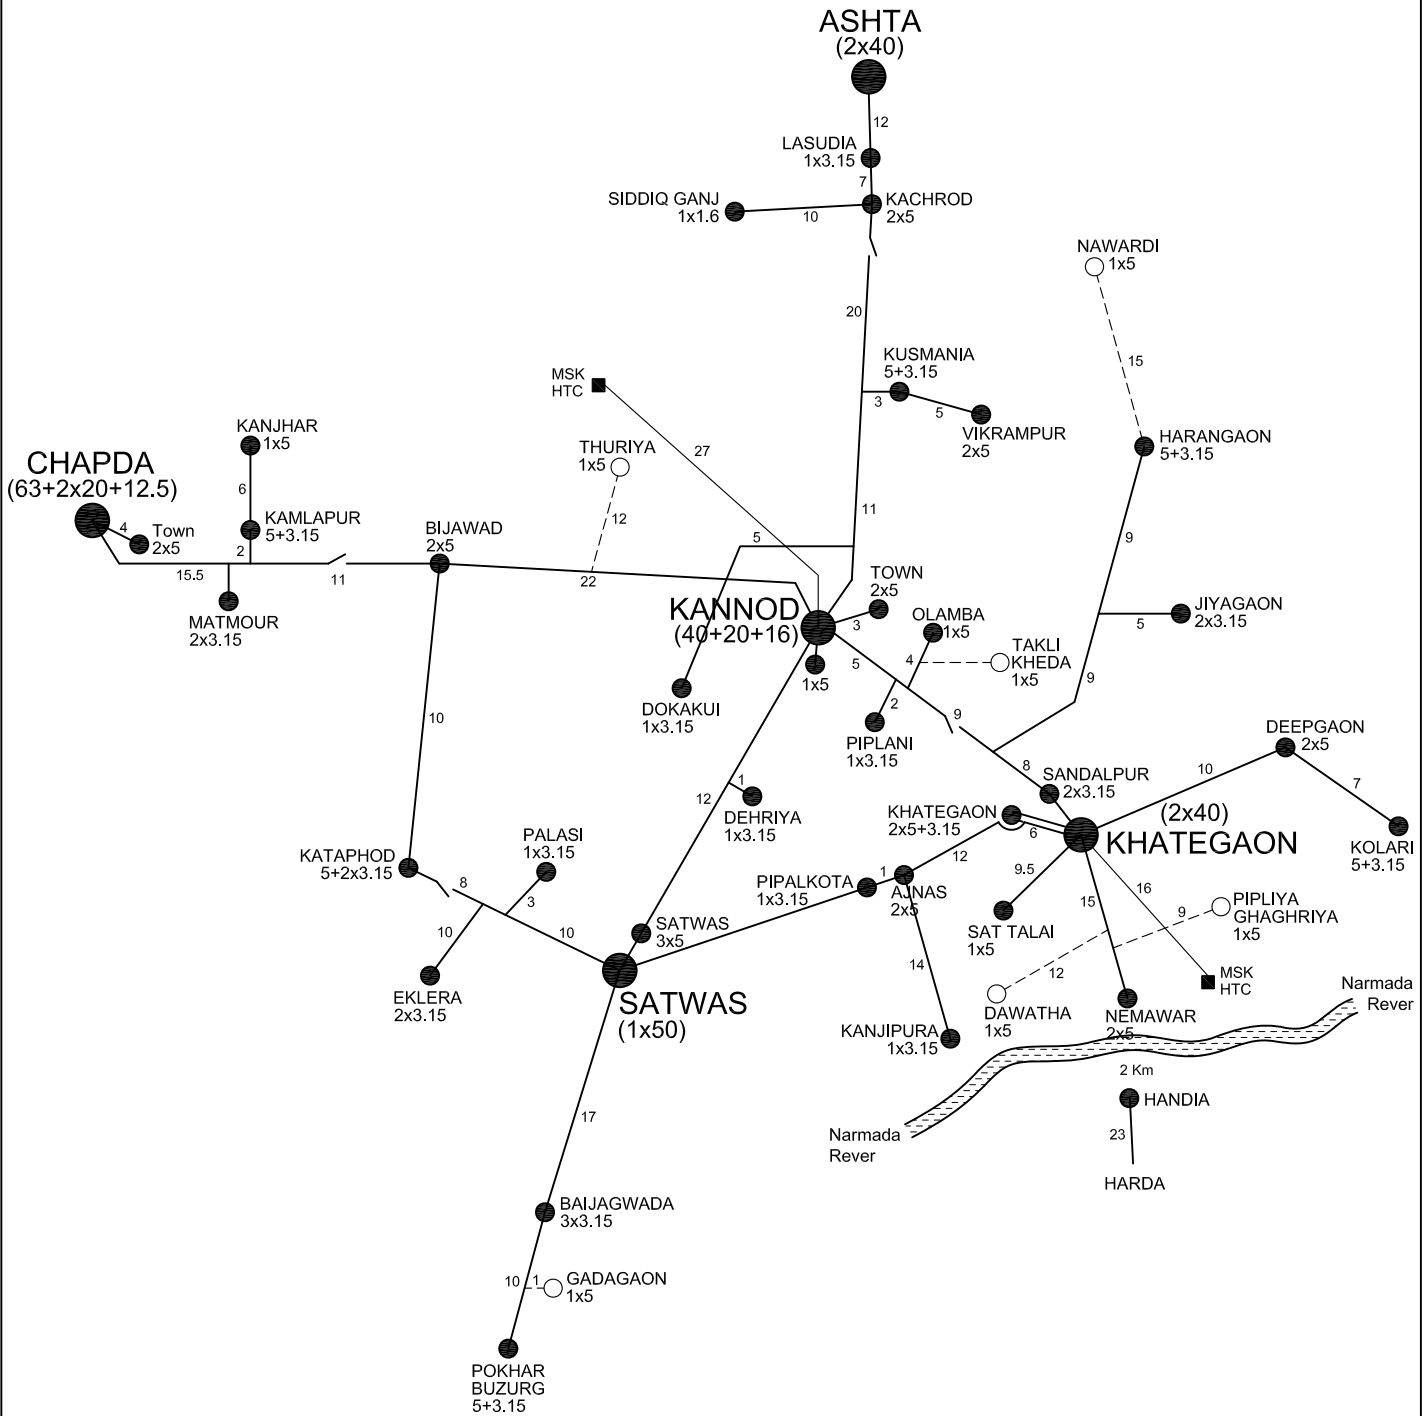 ASHTA
(2x40)
12
LASUDIA
1x3.15
7
SIDDIQ GANJ
1x1.6
10
KACHROD
2x5
NAWARDI
1x5
20
15
KUSMANIA
5+3.15
3
5
VIKRAMPUR
2x5
MSK
HTC
27
HARANGAON
5+3.15
KANJHAR
1x5
6
THURIYA
1x5
12
CHAPDA
(63+2x20+12.5)
4
Town
2x5
KAMLAPUR
5+3.15
2
15.5
11
MATMOUR
2x3.15
BIJAWAD
2x5
22
5
11
9
TOWN
2x5
3
KANNOD
(40+20+16)
1x5
OLAMBA
1x5
4
TAKLI
KHEDA
1x5
5
2
PIPLANI
1x3.15
9
JIYAGAON
2x3.15
5
9
DOKAKUI
1x3.15
10
8
DEEPGAON
2x5
10
7
SANDALPUR
2x3.15
KHATEGAON
2x5+3.15
6
(2x40)
KHATEGAON
KOLARI
5+3.15
1
DEHRIYA
1x3.15
12
PALASI
1x3.15
3
KATAPHOD
5+2x3.15
8
10
10
EKLERA
2x3.15
PIPALKOTA
1x3.15
1
12
AJNAS
2x5
9.5
SAT TALAI
1x5
15
16
9
PIPLIYA
GHAGHRIYA
1x5
SATWAS
3x5
14
12
DAWATHA
1x5
MSK
HTC
SATWAS
(1x50)
KANJIPURA
1x3.15
NEMAWAR
2x5
Narmada
Rever
2 Km
HANDIA
23
HARDA
Narmada
Rever
17
BAIJAGWADA
3x3.15
10
1
GADAGAON
1x5
POKHAR
BUZURG
5+3.15